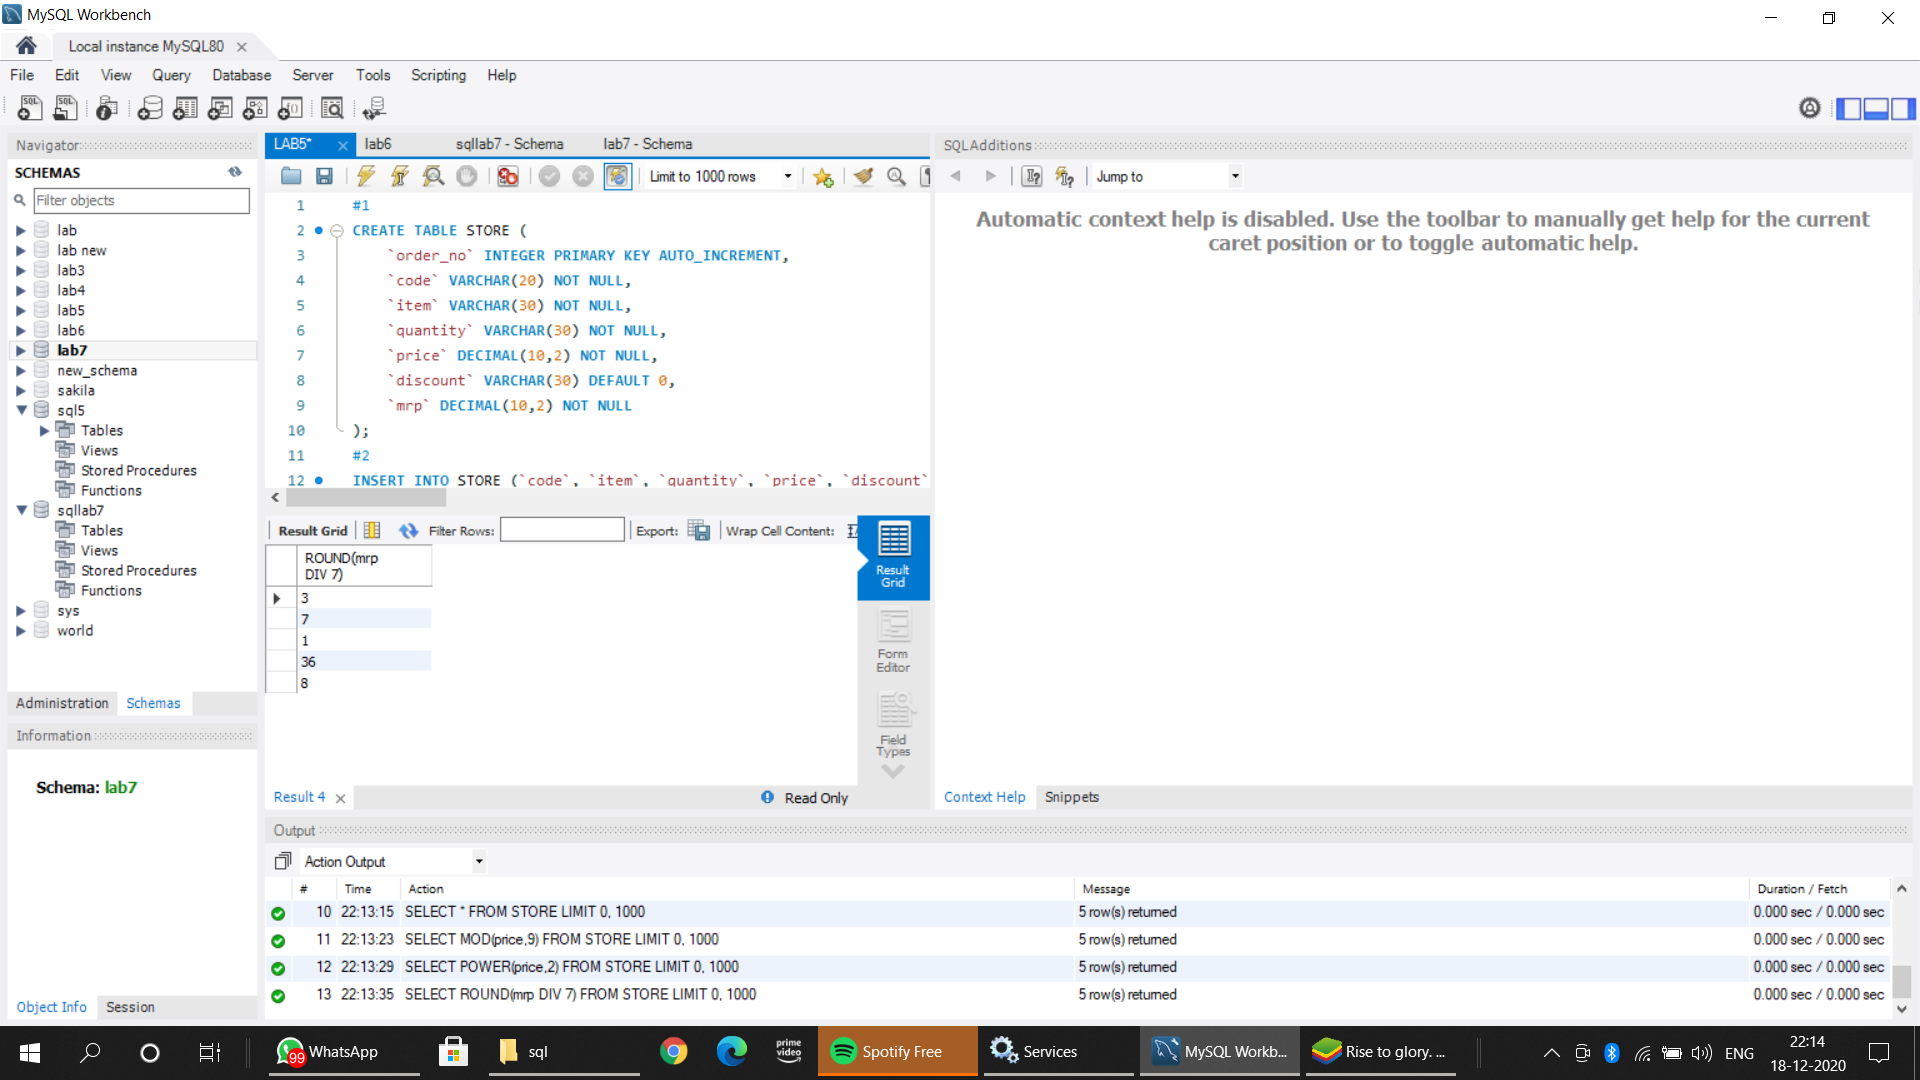 MySQL Workbench
Local instance MySQL80
File Edit View Query Database Server Tools Scripting Help
Navigator
SCHEMAS
Filter objects
lab
lab new
lab3
lab4
lab5
lab6
lab7
new_schema
sakila
sql5
Tables
Views
Stored Procedures
Functions
sqllab7
Tables
Views
Stored Procedures
Functions
sys
world
Administration Schemas
Information
Schema: lab7
Object Info Session
LAB5* lab6 sqllab7 - Schema lab7 - Schema
Limit to 1000 rows
1 #1
2 CREATE TABLE STORE (
3 `order_no` INTEGER PRIMARY KEY AUTO_INCREMENT,
4 `code` VARCHAR(20) NOT NULL,
5 `item` VARCHAR(30) NOT NULL,
6 `quantity` VARCHAR(30) NOT NULL,
7 `price` DECIMAL(10,2) NOT NULL,
8 `discount` VARCHAR(30) DEFAULT 0,
9 `mrp` DECIMAL(10,2) NOT NULL
10 );
11 #2
12 INSERT INTO STORE (`code`, `item`, `quantity`, `price`, `discount`
Result Grid Filter Rows: Export: Wrap Cell Content:
ROUND(mrp
DIV 7)
3
7
1
36
8
Result
Grid
Form
Editor
Field
Types
Result 4 Read Only
SQLAdditions
Jump to
Automatic context help is disabled. Use the toolbar to manually get help for the current
caret position or to toggle automatic help.
Context Help Snippets
Output
Action Output
# Time Action Message Duration / Fetch
10 22:13:15 SELECT * FROM STORE LIMIT 0, 1000 5 row(s) returned 0.000 sec / 0.000 sec
11 22:13:23 SELECT MOD(price,9) FROM STORE LIMIT 0, 1000 5 row(s) returned 0.000 sec / 0.000 sec
12 22:13:29 SELECT POWER(price,2) FROM STORE LIMIT 0, 1000 5 row(s) returned 0.000 sec / 0.000 sec
13 22:13:35 SELECT ROUND(mrp DIV 7) FROM STORE LIMIT 0, 1000 5 row(s) returned 0.000 sec / 0.000 sec
99 WhatsApp sql prime video Spotify Free Services MySQL Workb... Rise to glory. ... ENG 22:14
18-12-2020